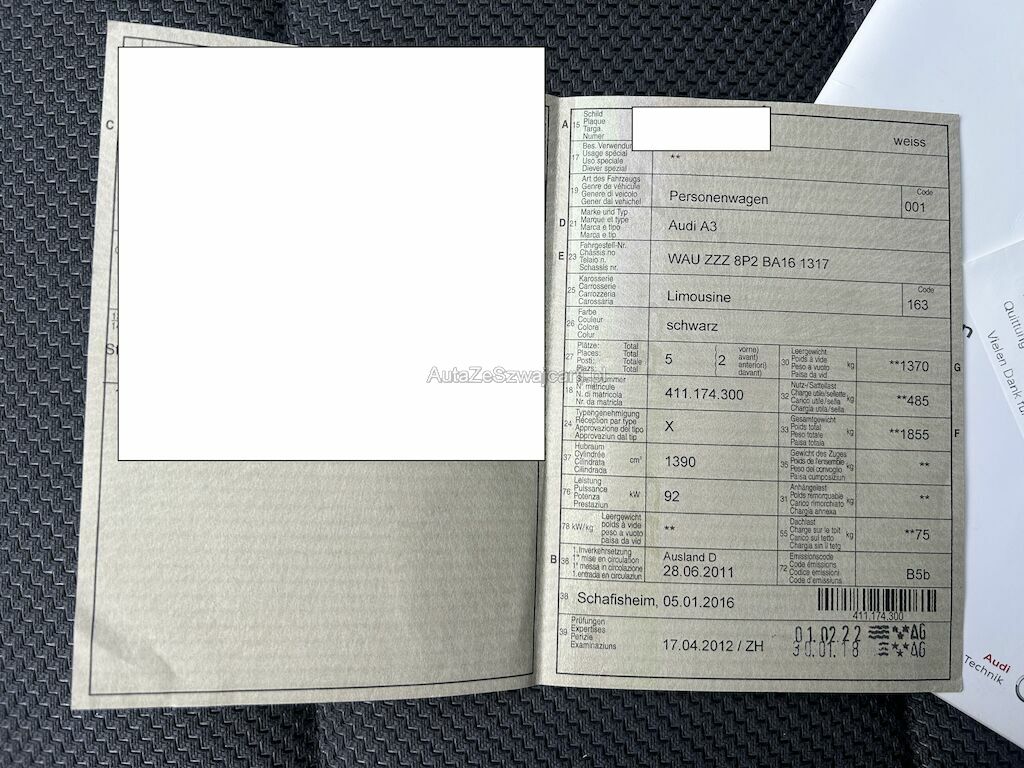 C
St
A 15 Schild
Plaque
Targa
Numer
weiss
17 Bes. Verwendu
Usage spécial
Uso speciale
Diever spezial
**
19 Art des Fahrzeugs
Genre de véhicule
Genere di veicolo
Gener dal vehichel
Personenwagen
Code
001
D 21 Marke und Typ
Marque et type
Marca e tipo
Marca e tip
Audi A3
E 23 Fahrgestell-Nr.
Châssis no
Telaio n.
Schassis nr.
WAU ZZZ 8P2 BA16 1317
25 Karosserie
Carrosserie
Carrozzeria
Carossaria
Limousine
Code
163
26 Farbe
Couleur
Colore
Colur
schwarz
27 Plätze: Total
Places: Total
Posti: Totale
Plazs: Total
5 (2 vorne)
avant)
anteriori)
davant)
30 Leergewicht
Poids à vide
Peso a vuoto
Paisa da vid
kg
**1370 G
AutaZeSzwajcarii.pl
18 Stammnummer
N° matricule
N. di matricola
Nr. da matricla
411.174.300
32 Nutz-/Sattellast
Charge utile/sellette
Carico utile/sella
Chargia utila/sella
kg
**485
24 Typengenehmigung
Réception par type
Approvazione del tipo
Approvaziun dal tip
X
33 Gesamtgewicht
Poids total
Peso totale
Paisa totala
kg
**1855 F
37 Hubraum
Cylindrée
Cilindrata
Cilindrada
cm³
1390
35 Gewicht des Zuges
Poids de l'ensemble
Peso del convoglio
Paisa cumposiziun
kg
**
76 Leistung
Puissance
Potenza
Prestaziun
kW
92
31 Anhängelast
Poids remorquable
Carico rimorchiato
Chargia annexa
kg
**
78 kW/kg Leergewicht
poids à vide
peso a vuoto
paisa da vid
**
55 Dachlast
Charge sur le toit
Carico sul tetto
Chargia sin il tetg
kg
**75
B 36 1. Inverkehrsetzung
1re mise en circulation
1a messa in circolazione
1. entrada en circulaziun
Ausland D
28.06.2011
72 Emissionscode
Code émissions
Codice emissioni
Code d'emissiuns
B5b
38 Schafisheim, 05.01.2016
411.174.300
39 Prüfungen
Expertises
Perizie
Examinaziuns
17.04.2012 / ZH
01.02.22 AG
30.01.18 AG
Quittung
Vielen Dank fü
n
Audi
Technik